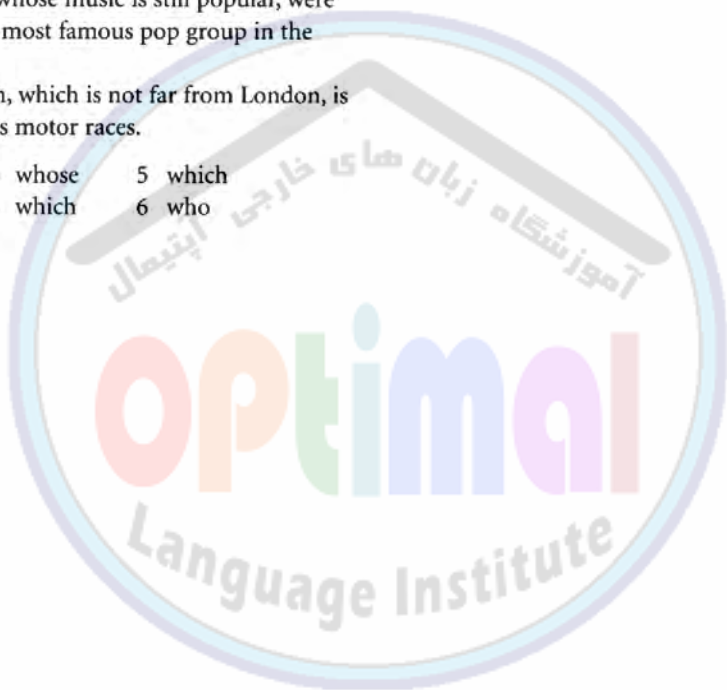 whose music is still popular, were
most famous pop group in the
which is not far from London, is
motor races.
whose 5 which
which 6 who
آموزشگاه زبان های خارجی آپتیمال
optimal
Language Institute